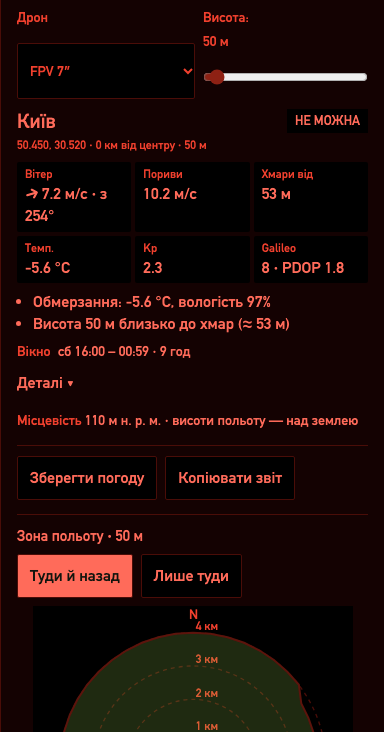 Дрон
Висота:
50 м
FPV 7″
Київ
НЕ МОЖНА
50.450, 30.520 · 0 км від центру · 50 м
Вітер
7.2 м/с · з
254°
Пориви
10.2 м/с
Хмари від
53 м
Темп.
-5.6 °C
Kp
2.3
Galileo
8 · PDOP 1.8
• Обмерзання: -5.6 °C, вологість 97%
• Висота 50 м близько до хмар (≈ 53 м)
Вікно сб 16:00 – 00:59 · 9 год
Деталі ▾
Місцевість 110 м н. р. м. · висоти польоту — над землею
Зберегти погоду
Копіювати звіт
Зона польоту · 50 м
Туди й назад
Лише туди
N
4 км
3 км
2 км
1 км